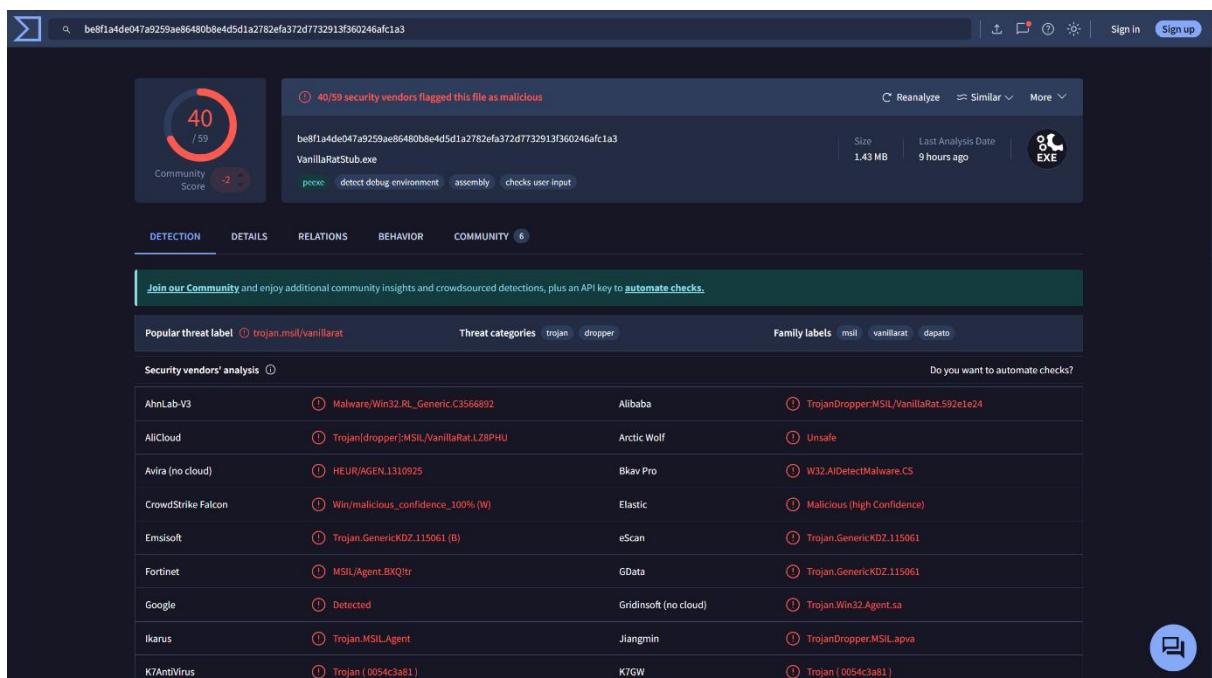 be8f1a4de047a9259ae86480b8e4d5d1a2782efa372d7732913f360246afc1a3
Sign in
Sign up
40
/ 59
Community
Score
-2
40/59 security vendors flagged this file as malicious
Reanalyze
Similar
More
be8f1a4de047a9259ae86480b8e4d5d1a2782efa372d7732913f360246afc1a3
VanillaRatStub.exe
Size
1.43 MB
Last Analysis Date
9 hours ago
EXE
peexe
detect debug environment
assembly
checks user input
DETECTION
DETAILS
RELATIONS
BEHAVIOR
COMMUNITY 6
Join our Community and enjoy additional community insights and crowdsourced detections, plus an API key to automate checks.
Popular threat label trojan.msil/vanillarat
Threat categories trojan dropper
Family labels msil vanillarat dapato
Security vendors' analysis
Do you want to automate checks?
AhnLab-V3 Malware/Win32.RL_Generic.C3566892
Alibaba TrojanDropper:MSIL/VanillaRat.592e1e24
AliCloud Trojan[dropper]:MSIL/VanillaRat.LZ8PHU
Arctic Wolf Unsafe
Avira (no cloud) HEUR/AGEN.1310925
Bkav Pro W32.AIDetectMalware.CS
CrowdStrike Falcon Win/malicious_confidence_100% (W)
Elastic Malicious (high Confidence)
Emsisoft Trojan.GenericKDZ.115061 (B)
eScan Trojan.GenericKDZ.115061
Fortinet MSIL/Agent.BXQ!tr
GData Trojan.GenericKDZ.115061
Google Detected
Gridinsoft (no cloud) Trojan.Win32.Agent.sa
Ikarus Trojan.MSIL.Agent
Jiangmin TrojanDropper.MSIL.apva
K7AntiVirus Trojan ( 0054c3a81 )
K7GW Trojan ( 0054c3a81 )